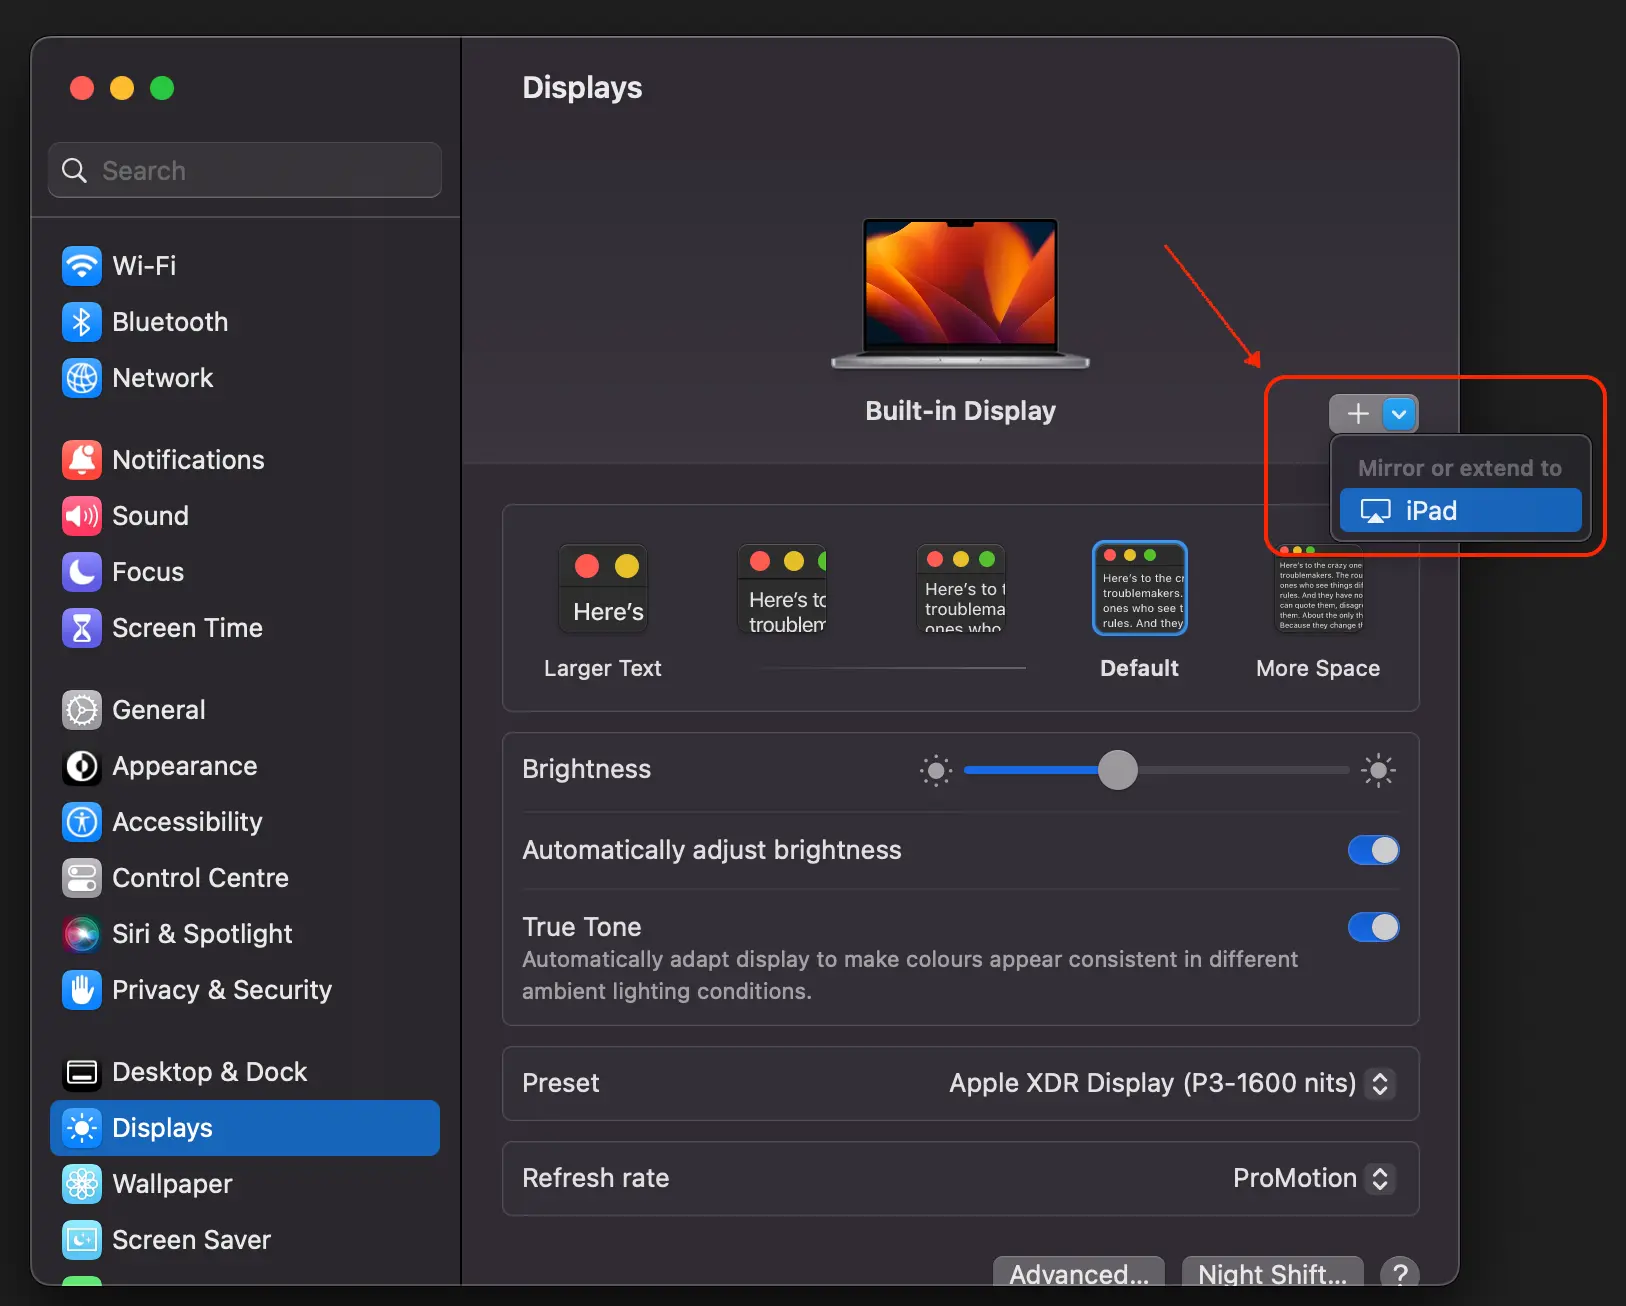 Displays
Search
Wi-Fi
Bluetooth
Network
Notifications
Sound
Focus
Screen Time
General
Appearance
Accessibility
Control Centre
Siri & Spotlight
Privacy & Security
Desktop & Dock
Displays
Wallpaper
Screen Saver
Built-in Display
Mirror or extend to
iPad
Here's
Here's to
troublem
Here's to t
troublema
ones who
Here's to the cr
troublemakers.
ones who see t
rules. And they
Here's to the crazy one
troublemakers. The rou
ones who see things dif
rules. And they have no
can quote them, disagr
them. About the only th
Because they change th
Larger Text
Default
More Space
Brightness
Automatically adjust brightness
True Tone
Automatically adapt display to make colours appear consistent in different
ambient lighting conditions.
Preset
Apple XDR Display (P3-1600 nits)
Refresh rate
ProMotion
Advanced...
Night Shift...
?